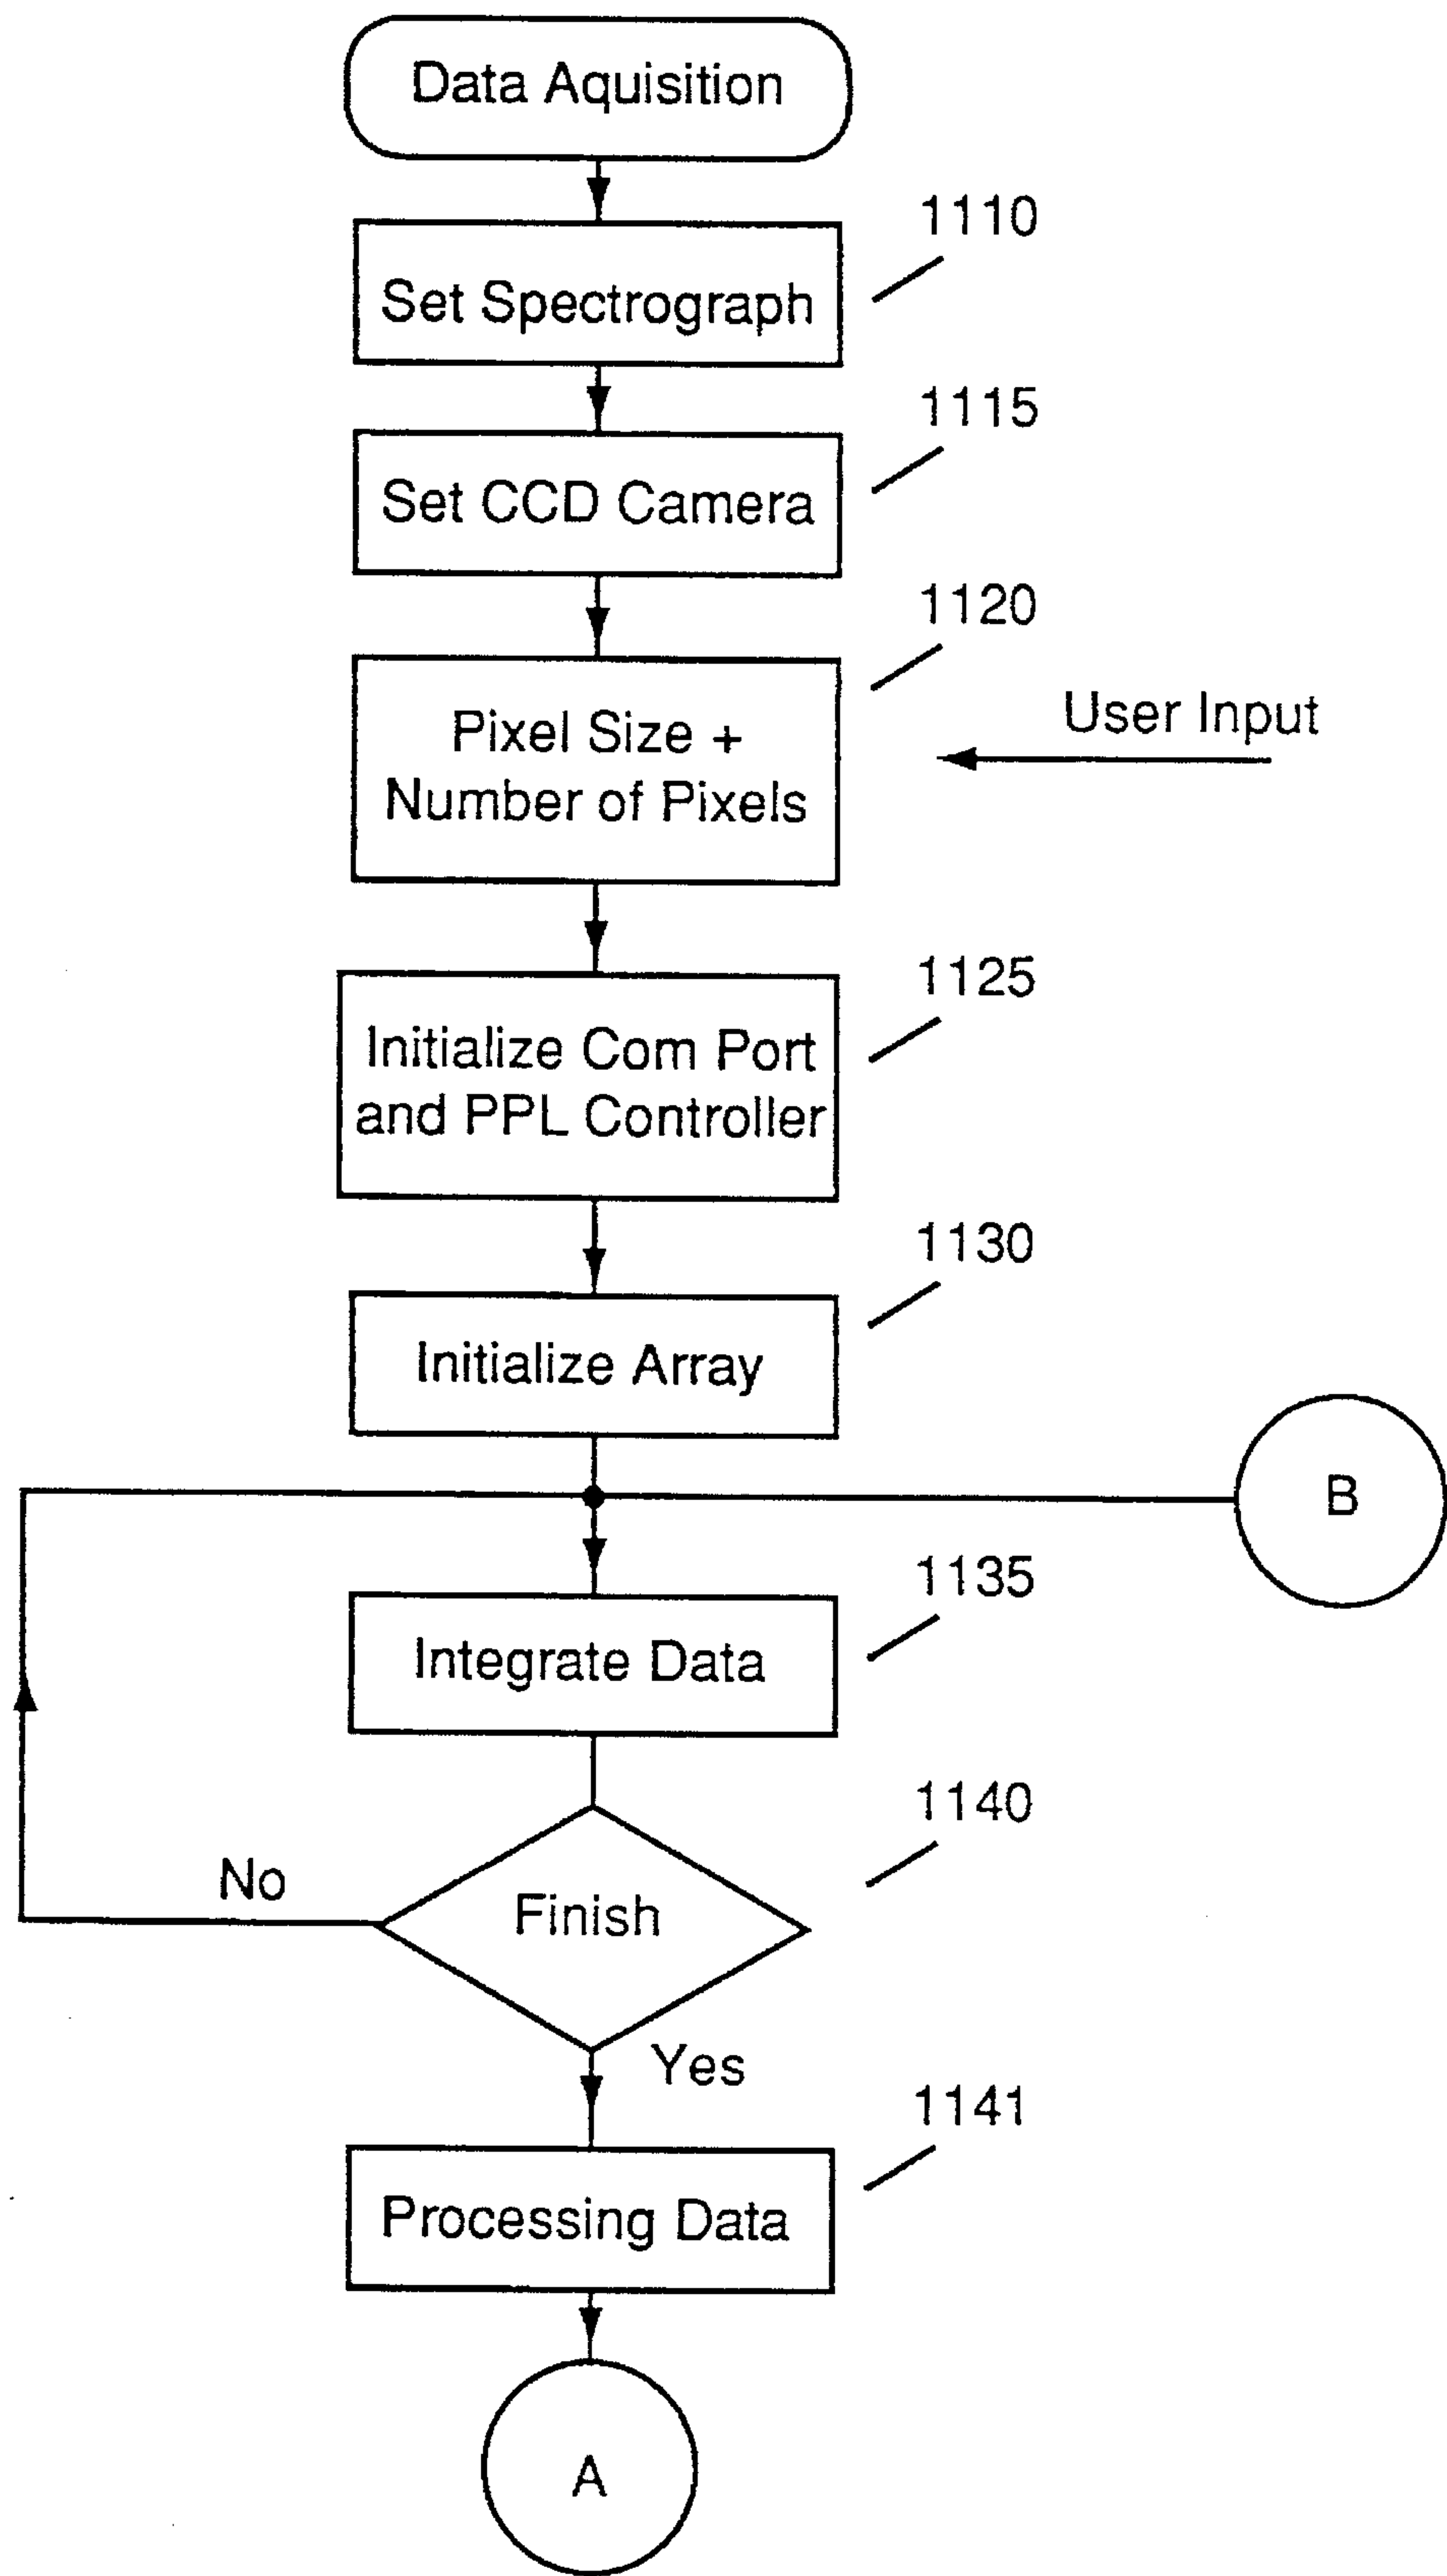 Data Aquisition
1110
Set Spectrograph
1115
Set CCD Camera
1120
User Input
Pixel Size +
Number of Pixels
1125
Initialize Com Port
and PPL Controller
1130
Initialize Array
B
1135
Integrate Data
1140
No
Finish
Yes
1141
Processing Data
A